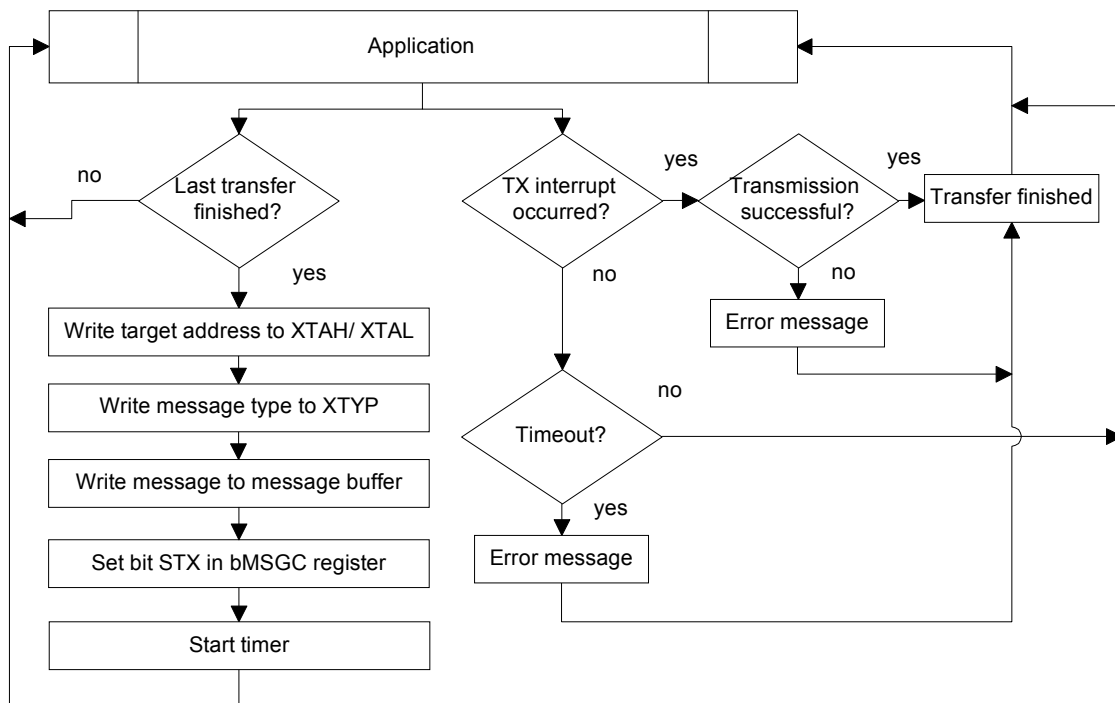 Application
no
Last transfer
finished?
yes
TX interrupt
occurred?
yes
Transmission
successful?
yes
Transfer finished
no
no
Error message
Write target address to XTAH/ XTAL
Write message type to XTYP
Write message to message buffer
Set bit STX in bMSGC register
Start timer
Timeout?
no
yes
Error message